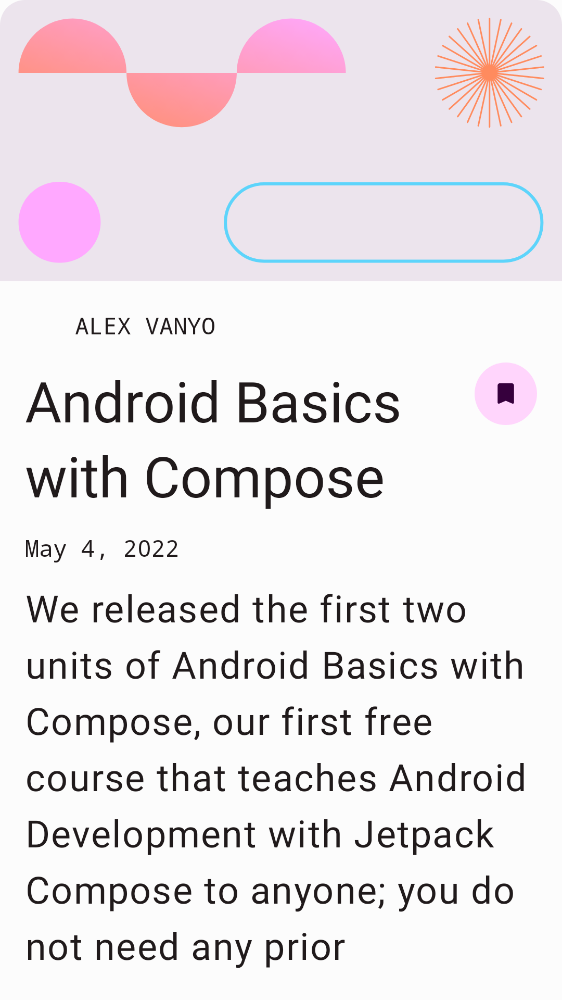 ALEX VANYO
Android Basics
with Compose
May 4, 2022
We released the first two
units of Android Basics with
Compose, our first free
course that teaches Android
Development with Jetpack
Compose to anyone; you do
not need any prior